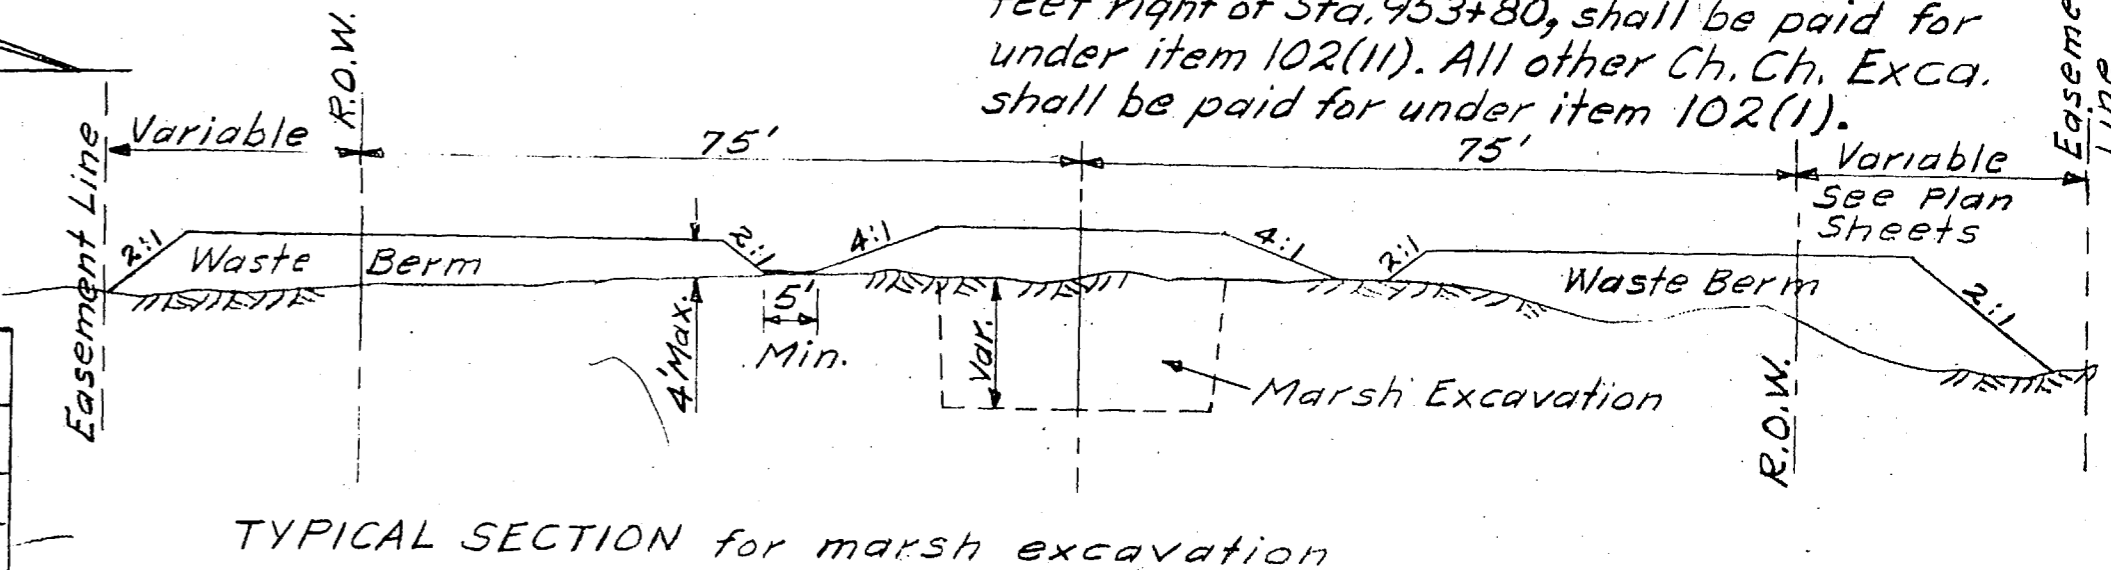 feet right of Sta. 953+80, shall be paid for
under item 102(11). All other Ch. Ch. Exca.
shall be paid for under item 102(1).
Easement Line
Variable
R.O.W.
75'
75'
Variable
See Plan
Sheets
Easeme
Line
2:1
Waste Berm
2:1
4:1
4:1
2:1
Waste Berm
2:1
4' Max.
5'
Min.
Var.
Marsh Excavation
R.O.W.
TYPICAL SECTION for marsh excavation